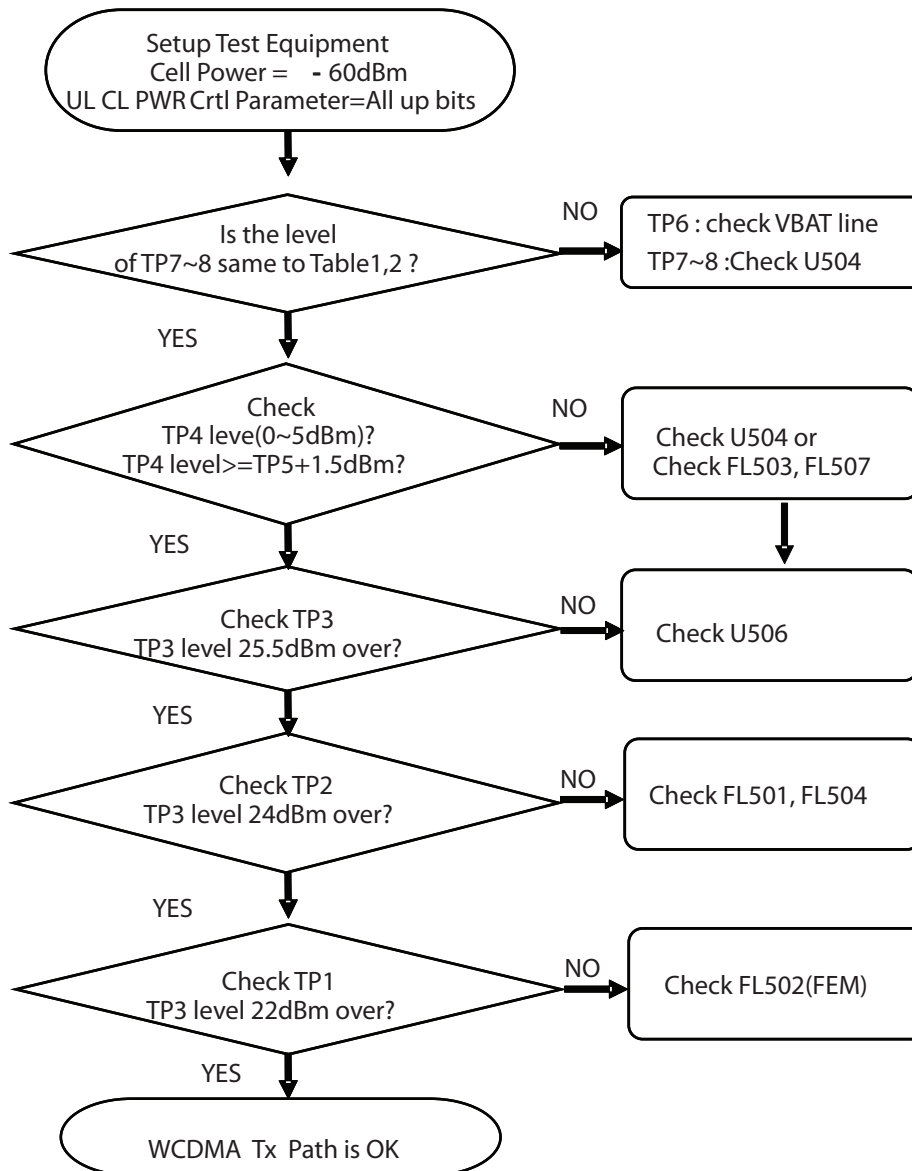 Setup Test Equipment
Cell Power = - 60dBm
UL CL PWR Crtl Parameter=All up bits
Is the level
of TP7~8 same to Table1,2 ?
NO
TP6 : check VBAT line
TP7~8 :Check U504
YES
Check
TP4 leve(0~5dBm)?
TP4 level>=TP5+1.5dBm?
NO
Check U504 or
Check FL503, FL507
YES
Check TP3
TP3 level 25.5dBm over?
NO
Check U506
YES
Check TP2
TP3 level 24dBm over?
NO
Check FL501, FL504
YES
Check TP1
TP3 level 22dBm over?
NO
Check FL502(FEM)
YES
WCDMA Tx Path is OK